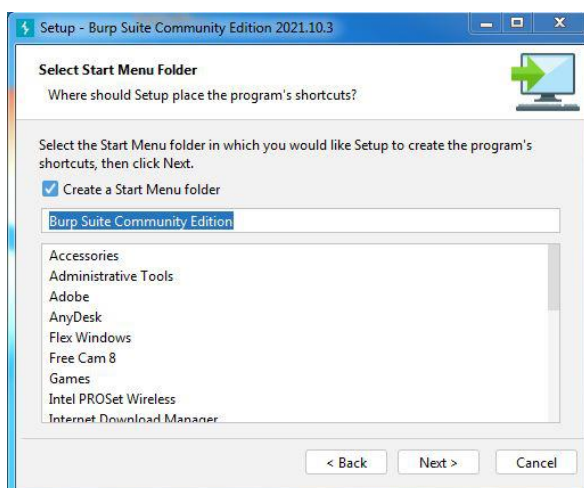 Setup - Burp Suite Community Edition 2021.10.3
Select Start Menu Folder
Where should Setup place the program's shortcuts?
Select the Start Menu folder in which you would like Setup to create the program's
shortcuts, then click Next.
Create a Start Menu folder
Burp Suite Community Edition
Accessories
Administrative Tools
Adobe
AnyDesk
Flex Windows
Free Cam 8
Games
Intel PROSet Wireless
Internet Download Manager
< Back Next > Cancel